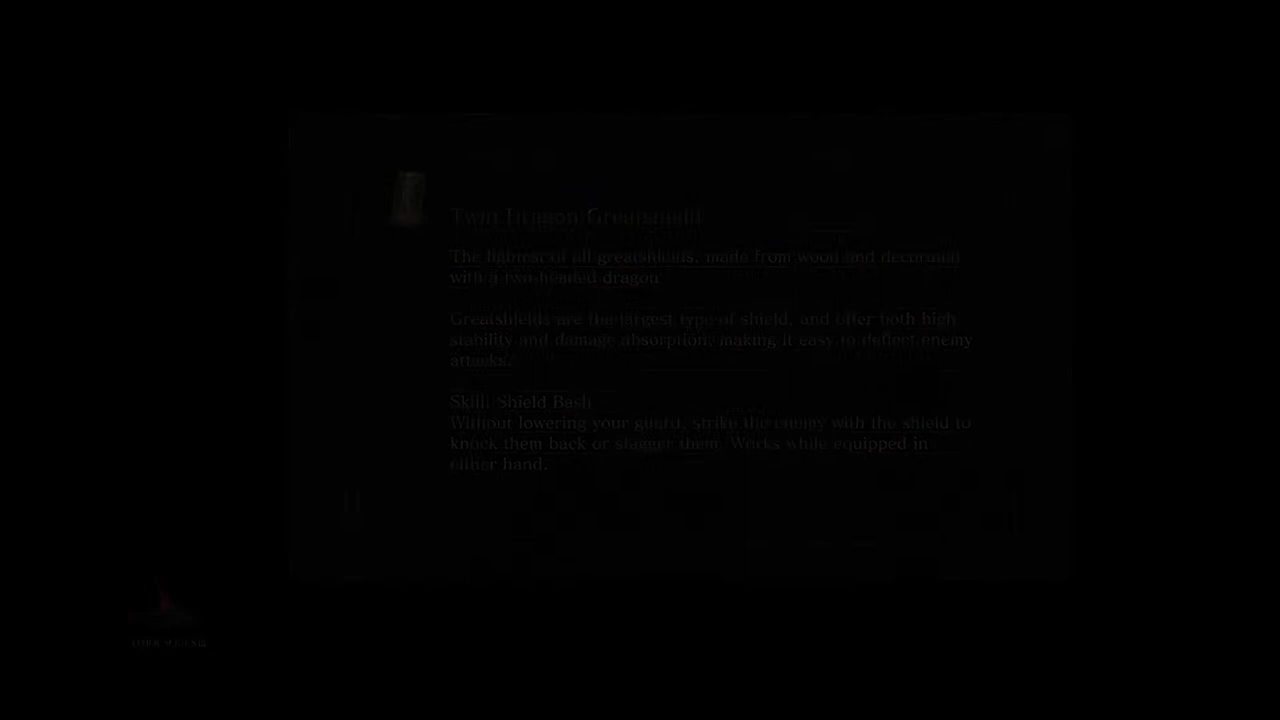 Twin Dragon Greatshield
The lightest of all greatshields, made from wood and decorated
with a two-headed dragon
Greatshields are the largest type of shield, and offer both high
stability and damage absorption, making it easy to deflect enemy
attacks.
Skill: Shield Bash
Without lowering your guard, strike the enemy with the shield to
knock them back or stagger them. Works while equipped in
either hand.